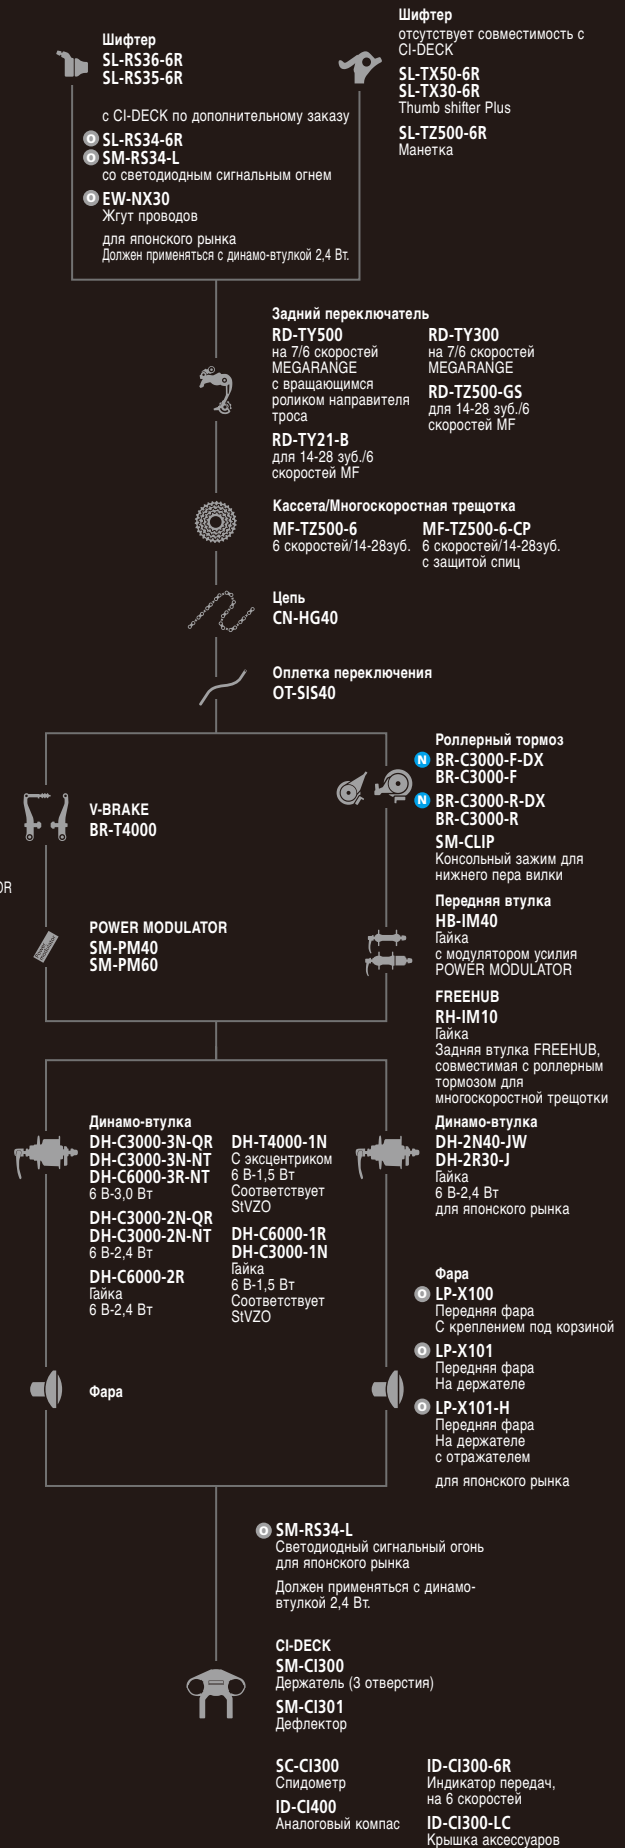 Шифтер
SL-RS36-6R
SL-RS35-6R
с CI-DECK по дополнительному заказу
O SL-RS34-6R
O SM-RS34-L
со светодиодным сигнальным огнем
O EW-NX30
Жгут проводов
для японского рынка
Должен применяться с динамо-втулкой 2,4 Вт.
Шифтер
отсутствует совместимость с
CI-DECK
SL-TX50-6R
SL-TX30-6R
Thumb shifter Plus
SL-TZ500-6R
Манетка
Задний переключатель
RD-TY500
на 7/6 скоростей
MEGARANGE
с вращающимся
роликом направителя
троса
RD-TY21-B
для 14-28 зуб./6
скоростей MF
RD-TY300
на 7/6 скоростей
MEGARANGE
RD-TZ500-GS
для 14-28 зуб./6
скоростей MF
Кассета/Многоскоростная трещотка
MF-TZ500-6
6 скоростей/14-28зуб.
MF-TZ500-6-CP
6 скоростей/14-28зуб.
с защитой спиц
Цепь
CN-HG40
Оплетка переключения
OT-SIS40
V-BRAKE
BR-T4000
OR
POWER MODULATOR
SM-PM40
SM-PM60
Роллерный тормоз
N BR-C3000-F-DX
BR-C3000-F
N BR-C3000-R-DX
BR-C3000-R
SM-CLIP
Консольный зажим для
нижнего пера вилки
Передняя втулка
HB-IM40
Гайка
с модулятором усилия
POWER MODULATOR
FREEHUB
RH-IM10
Гайка
Задняя втулка FREEHUB,
совместимая с роллерным
тормозом для
многоскоростной трещотки
Динамо-втулка
DH-C3000-3N-QR
DH-C3000-3N-NT
DH-C6000-3R-NT
6 В-3,0 Вт
DH-C3000-2N-QR
DH-C3000-2N-NT
6 В-2,4 Вт
DH-C6000-2R
Гайка
6 В-2,4 Вт
DH-T4000-1N
С эксцентриком
6 В-1,5 Вт
Соответствует
StVZO
DH-C6000-1R
DH-C3000-1N
Гайка
6 В-1,5 Вт
Соответствует
StVZO
Динамо-втулка
DH-2N40-JW
DH-2R30-J
Гайка
6 В-2,4 Вт
для японского рынка
Фара
Фара
O LP-X100
Передняя фара
С креплением под корзиной
O LP-X101
Передняя фара
На держателе
O LP-X101-H
Передняя фара
На держателе
с отражателем
для японского рынка
O SM-RS34-L
Светодиодный сигнальный огонь
для японского рынка
Должен применяться с динамо-
втулкой 2,4 Вт.
CI-DECK
SM-CI300
Держатель (3 отверстия)
SM-CI301
Дефлектор
SC-CI300
Спидометр
ID-CI400
Аналоговый компас
ID-CI300-6R
Индикатор передач,
на 6 скоростей
ID-CI300-LC
Крышка аксессуаров